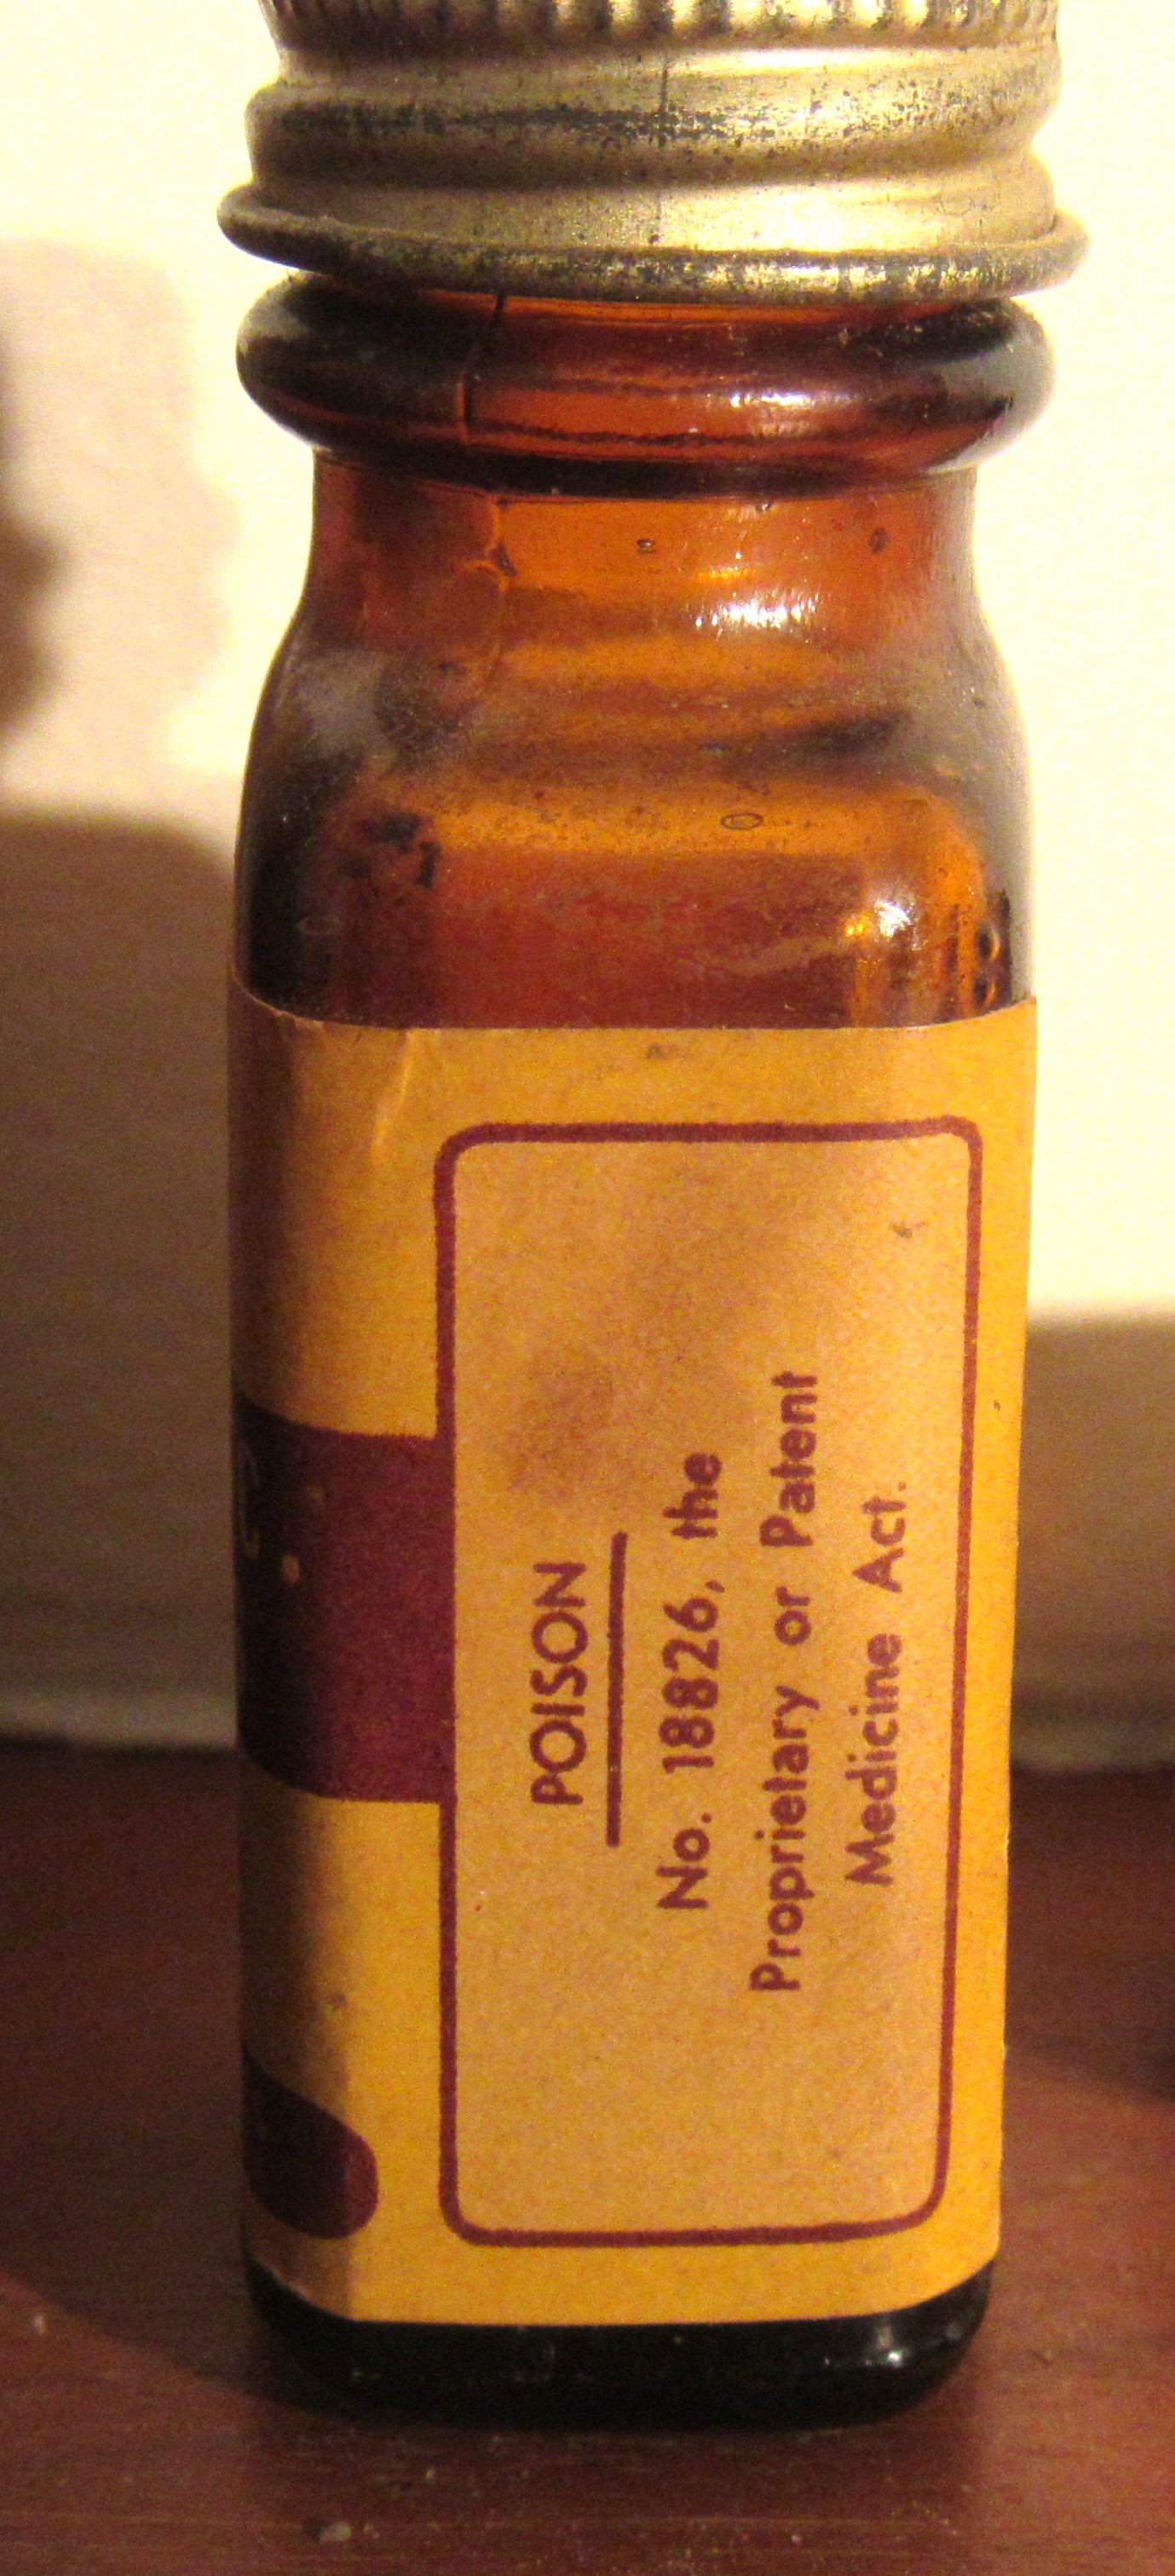 POISON
No. 18826, the
Proprietary or Patent
Medicine Act.